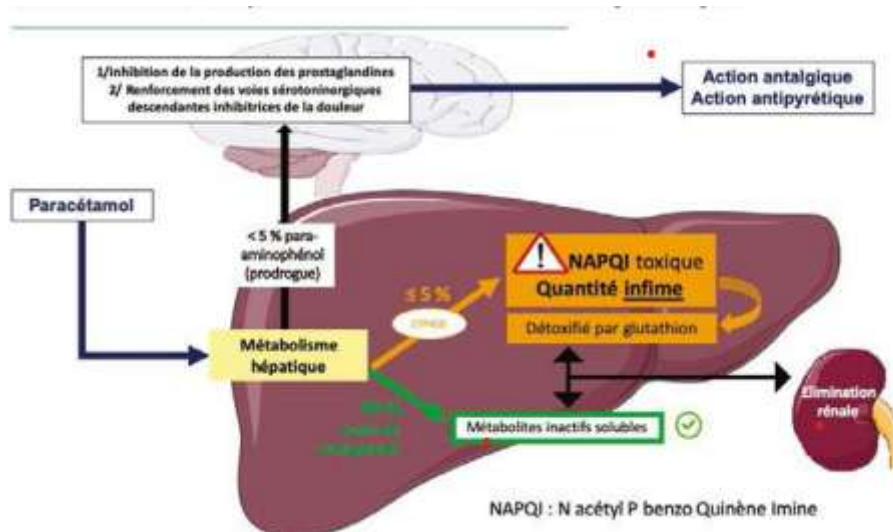 1/Inhibition de la production des prostaglandines
2/ Renforcement des voies sérotoninergiques
descendantes inhibitrices de la douleur
Action antalgique
Action antipyrétique
Paracétamol
< 5 % para-
aminophénol
(prodrogue)
≤ 5 %
NAPQI toxique
Quantité infime
Détoxifié par glutathion
Métabolisme
hépatique
Métabolites inactifs solubles
Elimination
rénale
NAPQI : N acétyl P benzo Quinène Imine